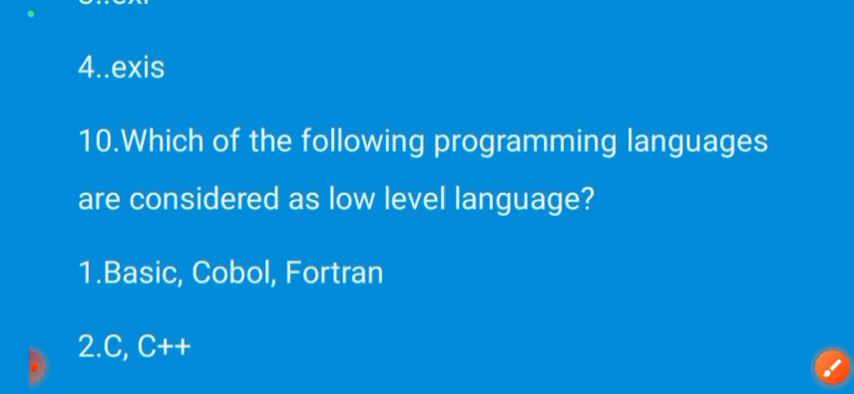 4..exis
10.Which of the following programming languages
are considered as low level language?
1.Basic, Cobol, Fortran
2.C, C++